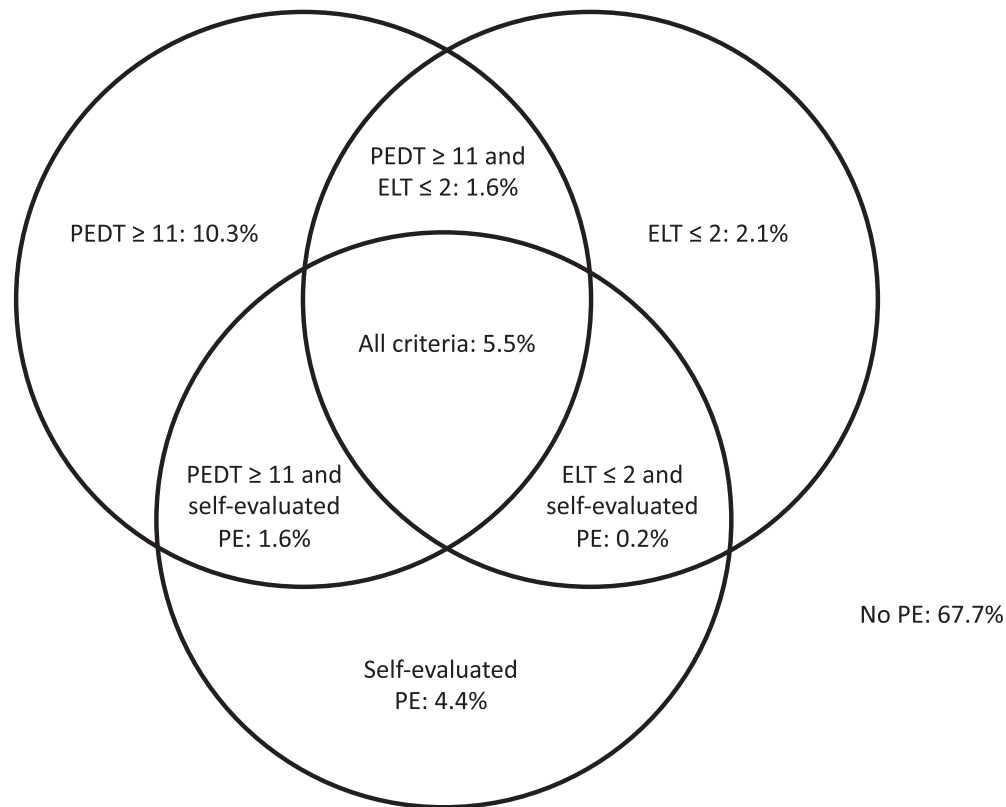 PEDT ≥ 11 and
ELT ≤ 2: 1.6%
PEDT ≥ 11: 10.3%
ELT ≤ 2: 2.1%
All criteria: 5.5%
PEDT ≥ 11 and
self-evaluated
PE: 1.6%
ELT ≤ 2 and
self-evaluated
PE: 0.2%
No PE: 67.7%
Self-evaluated
PE: 4.4%